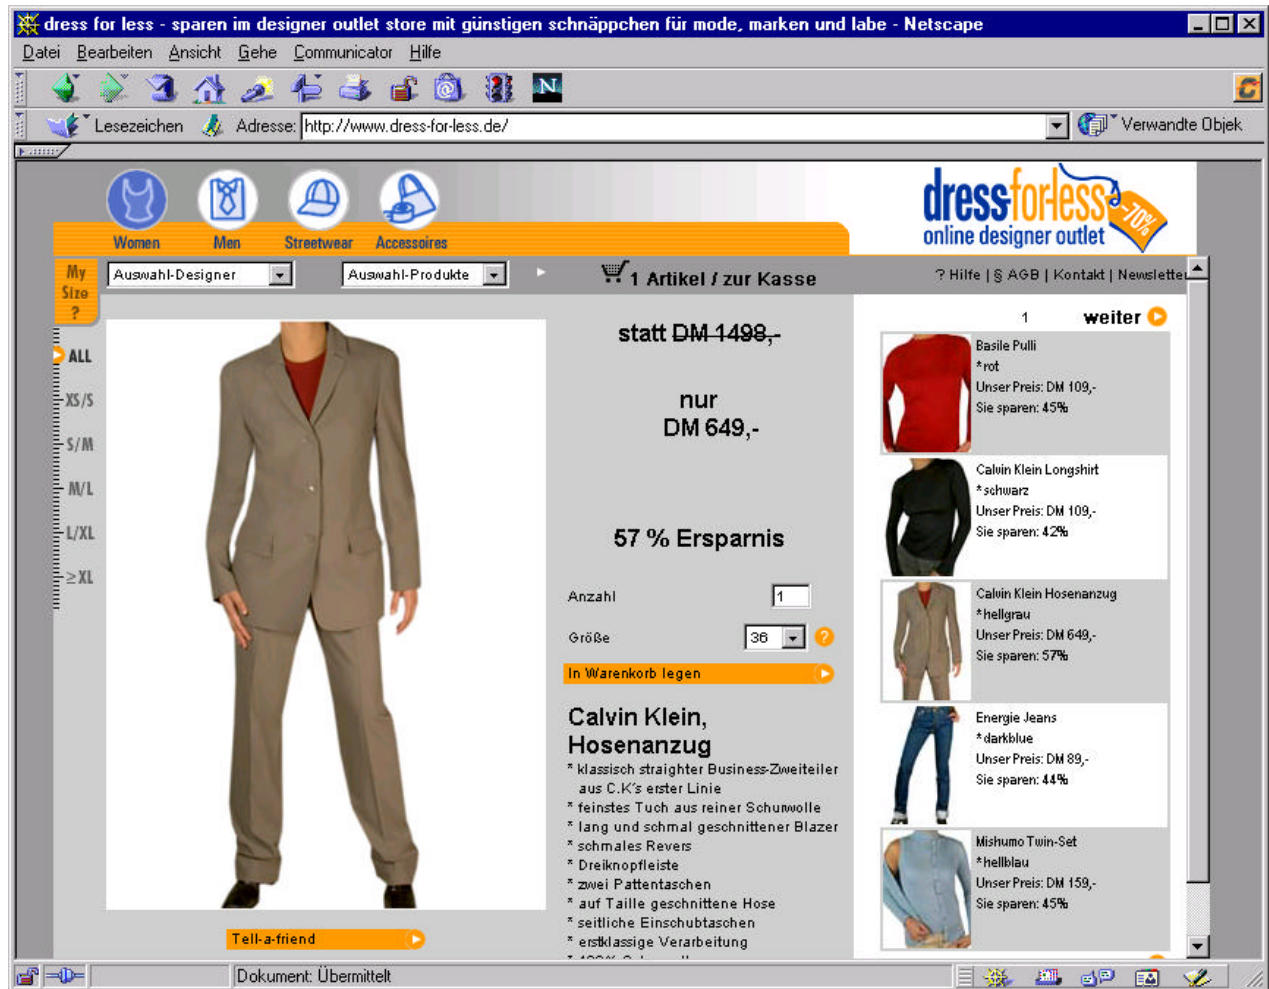 dress for less - sparen im designer outlet store mit günstigen schnäppchen für mode, marken und labe - Netscape
Datei Bearbeiten Ansicht Gehe Communicator Hilfe
N
Lesezeichen Adresse: http://www.dress-for-less.de/ Verwandte Objek
Women Men Streetwear Accessoires
dress-for-less -70%
online designer outlet
My Size ?
Auswahl-Designer Auswahl-Produkte 1 Artikel / zur Kasse ? Hilfe | § AGB | Kontakt | Newslette
ALL
XS/S
S/M
M/L
L/XL
≥XL
statt DM 1498,-
nur
DM 649,-
57 % Ersparnis
Anzahl 1
Größe 36 ?
In Warenkorb legen
Calvin Klein,
Hosenanzug
* klassisch straighter Business-Zweiteiler
aus C.K's erster Linie
* feinstes Tuch aus reiner Schurwolle
* lang und schmal geschnittener Blazer
* schmales Revers
* Dreiknopfleiste
* zwei Pattentaschen
* auf Taille geschnittene Hose
* seitliche Einschubtaschen
* erstklassige Verarbeitung
Tell-a-friend
1 weiter
Basile Pulli
*rot
Unser Preis: DM 109,-
Sie sparen: 45%
Calvin Klein Longshirt
*schwarz
Unser Preis: DM 109,-
Sie sparen: 42%
Calvin Klein Hosenanzug
*hellgrau
Unser Preis: DM 649,-
Sie sparen: 57%
Energie Jeans
*darkblue
Unser Preis: DM 89,-
Sie sparen: 44%
Mishumo Twin-Set
*hellblau
Unser Preis: DM 159,-
Sie sparen: 45%
Dokument: Übermittelt